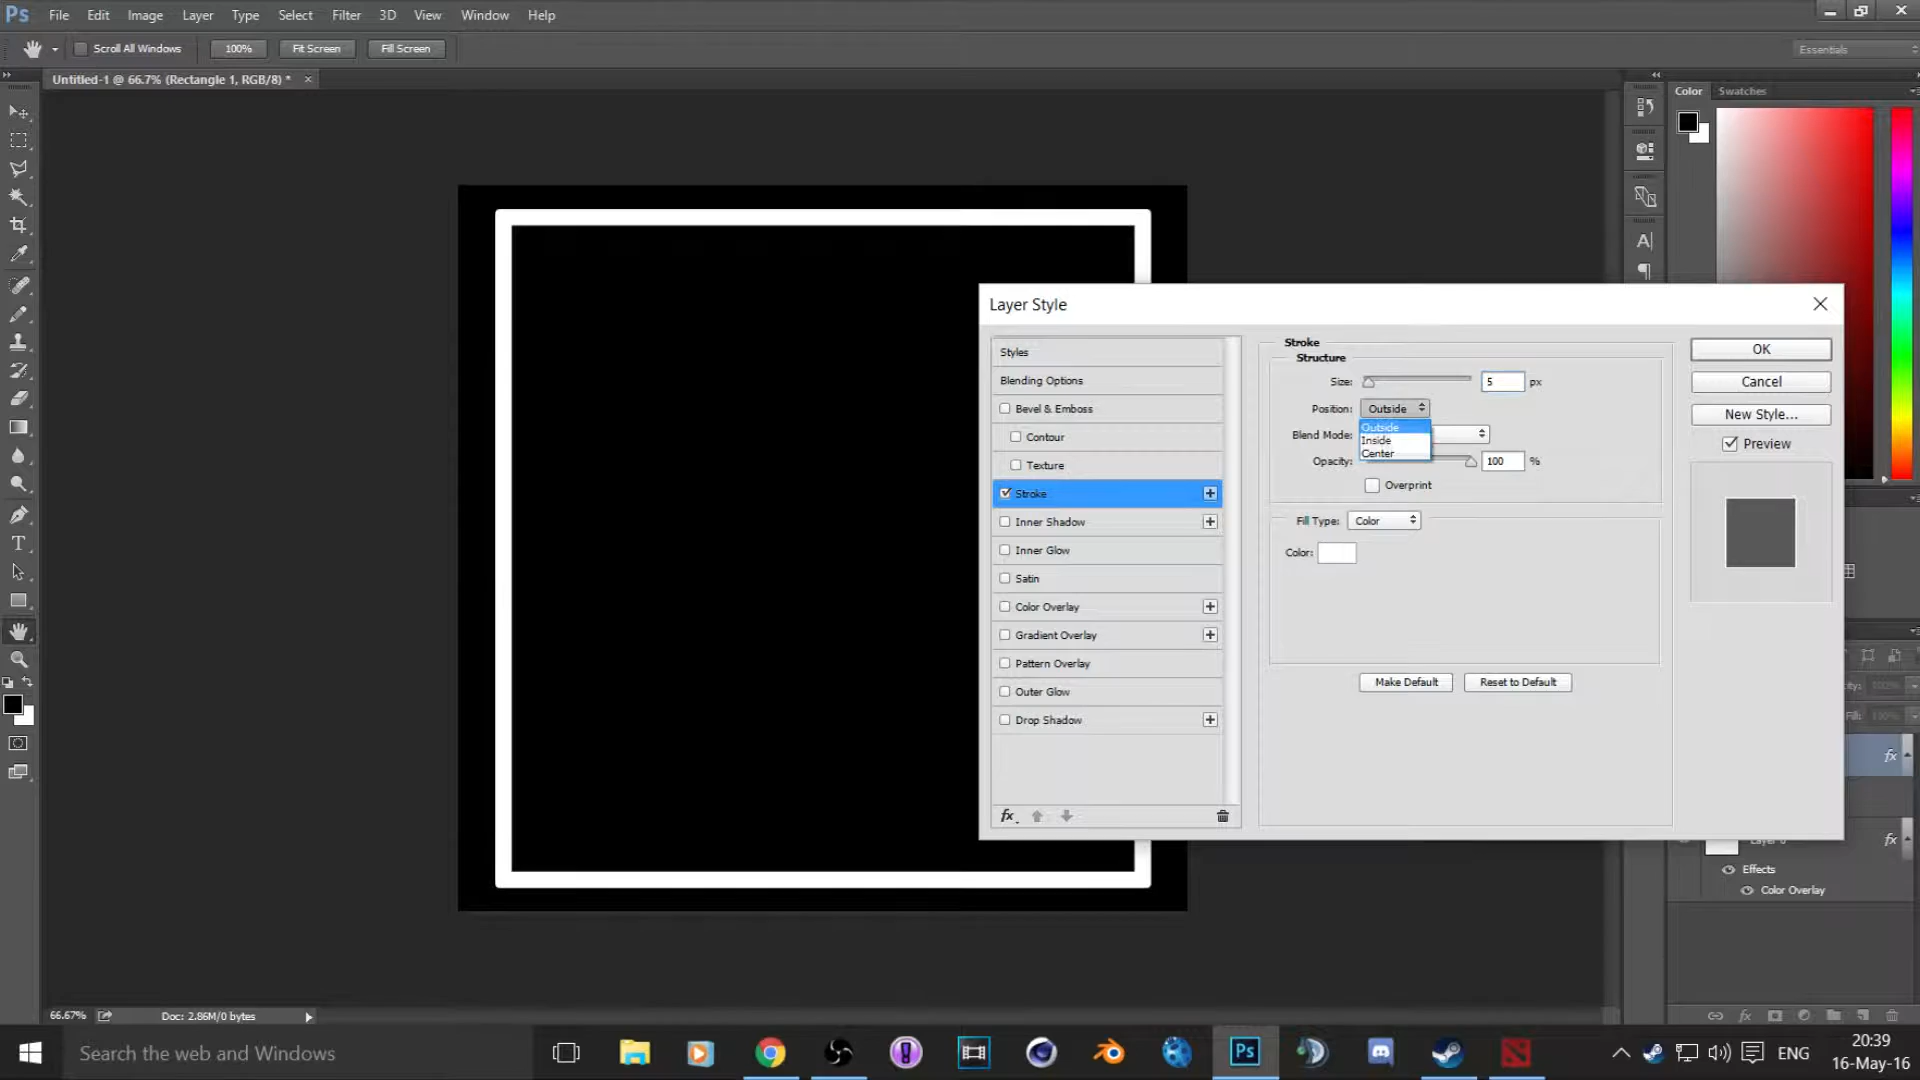 Ps File Edit Image Layer Type Select Filter 3D View Window Help
Scroll All Windows 100% Fit Screen Fill Screen Essentials
Untitled-1 @ 66.7% (Rectangle 1, RGB/8) * ×
Color Swatches
Layer Style
Styles
Blending Options
Bevel & Emboss
Contour
Texture
Stroke
Inner Shadow
Inner Glow
Satin
Color Overlay
Gradient Overlay
Pattern Overlay
Outer Glow
Drop Shadow
fx
Stroke
Structure
Size: 5 px
Position: Outside
Outside
Inside
Center
Blend Mode:
Opacity: 100 %
Overprint
Fill Type: Color
Color:
Make Default Reset to Default
OK
Cancel
New Style...
Preview
fx
fx
Effects
Color Overlay
T
A|
66.67% Doc: 2.86M/0 bytes
fx
Search the web and Windows
Ps
ENG
20:39
16-May-16